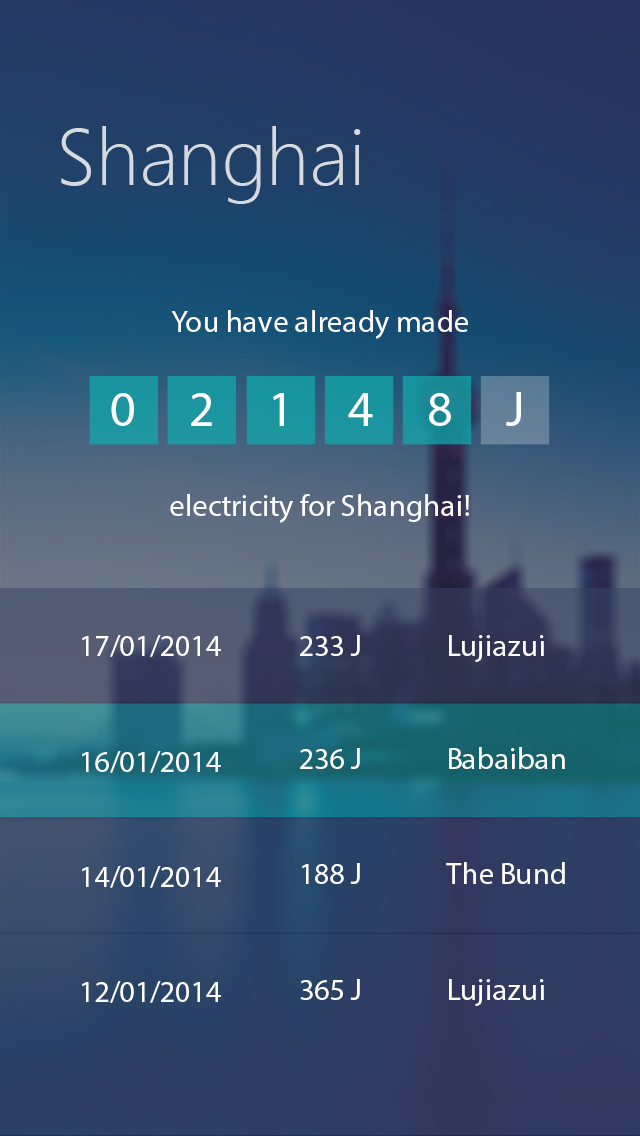 Shanghai
You have already made
0 2 1 4 8 J
electricity for Shanghai!
17/01/2014 233 J Lujiazui
16/01/2014 236 J Babaiban
14/01/2014 188 J The Bund
12/01/2014 365 J Lujiazui